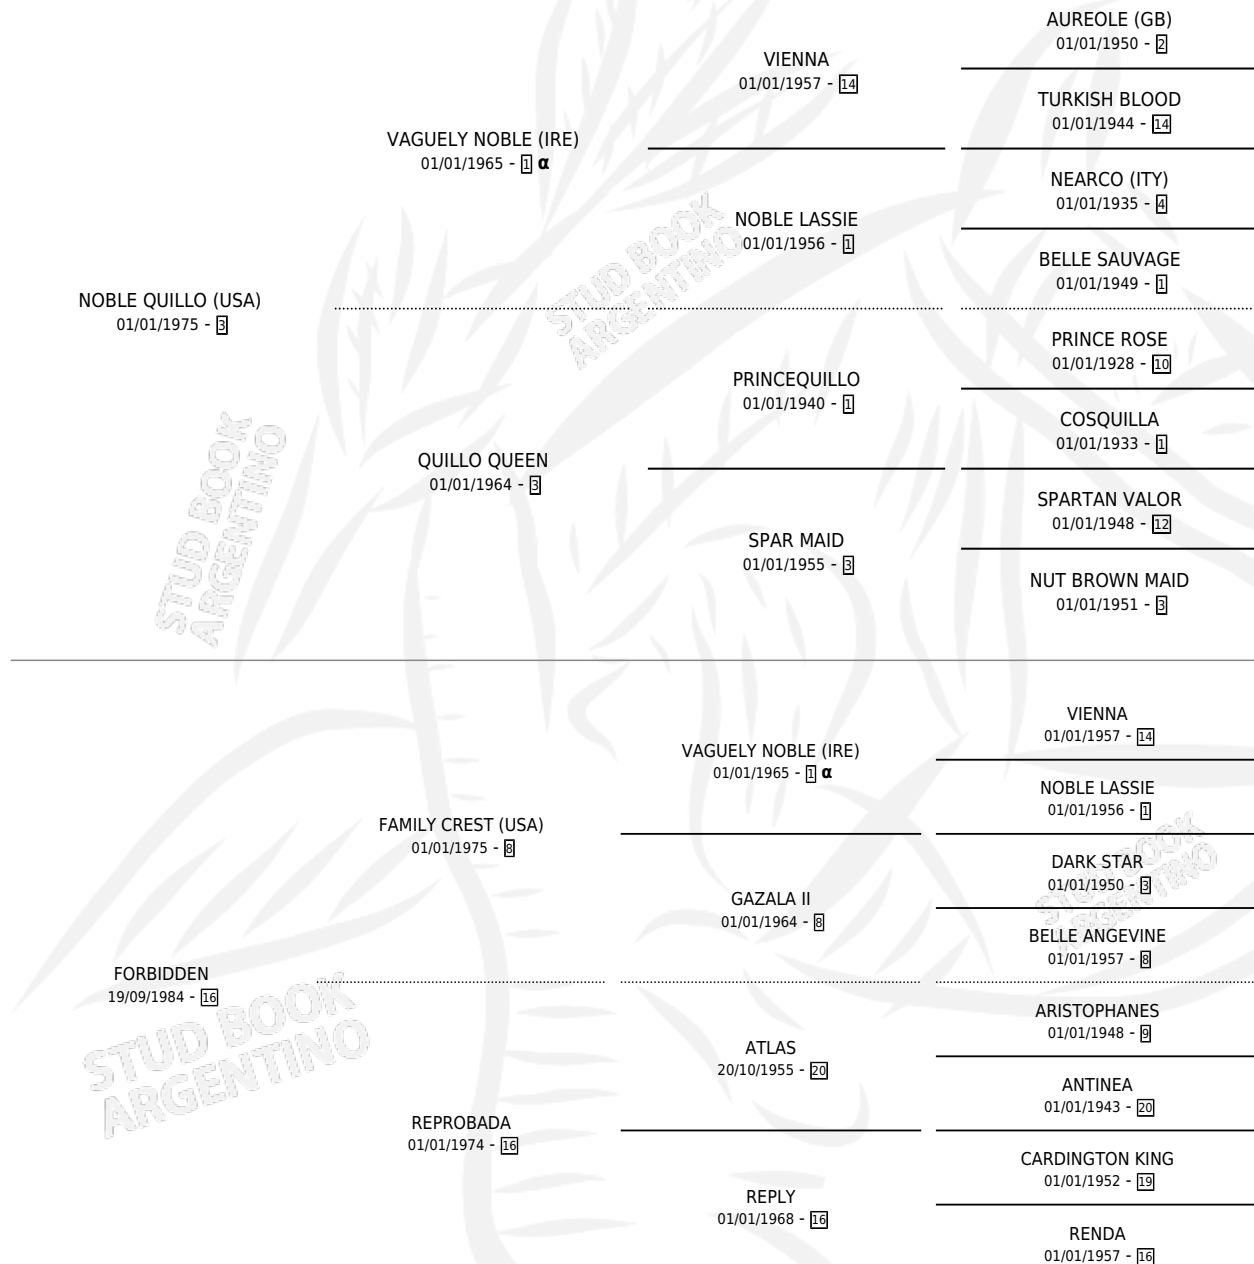 AUREOLE (GB)
01/01/1950 - 2
VIENNA
01/01/1957 - 14
TURKISH BLOOD
01/01/1944 - 14
VAGUELY NOBLE (IRE)
01/01/1965 - 1 α
NEARCO (ITY)
01/01/1935 - 4
NOBLE LASSIE
01/01/1956 - 1
BELLE SAUVAGE
01/01/1949 - 1
NOBLE QUILLO (USA)
01/01/1975 - 3
PRINCE ROSE
01/01/1928 - 10
PRINCEQUILLO
01/01/1940 - 1
COSQUILLA
01/01/1933 - 1
QUILLO QUEEN
01/01/1964 - 3
SPARTAN VALOR
01/01/1948 - 12
SPAR MAID
01/01/1955 - 3
NUT BROWN MAID
01/01/1951 - 3
VIENNA
01/01/1957 - 14
VAGUELY NOBLE (IRE)
01/01/1965 - 1 α
NOBLE LASSIE
01/01/1956 - 1
FAMILY CREST (USA)
01/01/1975 - 8
DARK STAR
01/01/1950 - 3
GAZALA II
01/01/1964 - 8
BELLE ANGEVINE
01/01/1957 - 8
FORBIDDEN
19/09/1984 - 16
ARISTOPHANES
01/01/1948 - 9
ATLAS
20/10/1955 - 20
ANTINEA
01/01/1943 - 20
REPROBADA
01/01/1974 - 16
CARDINGTON KING
01/01/1952 - 19
REPLY
01/01/1968 - 16
RENDA
01/01/1957 - 16
STUD BOOK
ARGENTINO
STUD BOOK
ARGENTINO
STUD BOOK
ARGENTINO
STUD BOOK
ARGENTINO